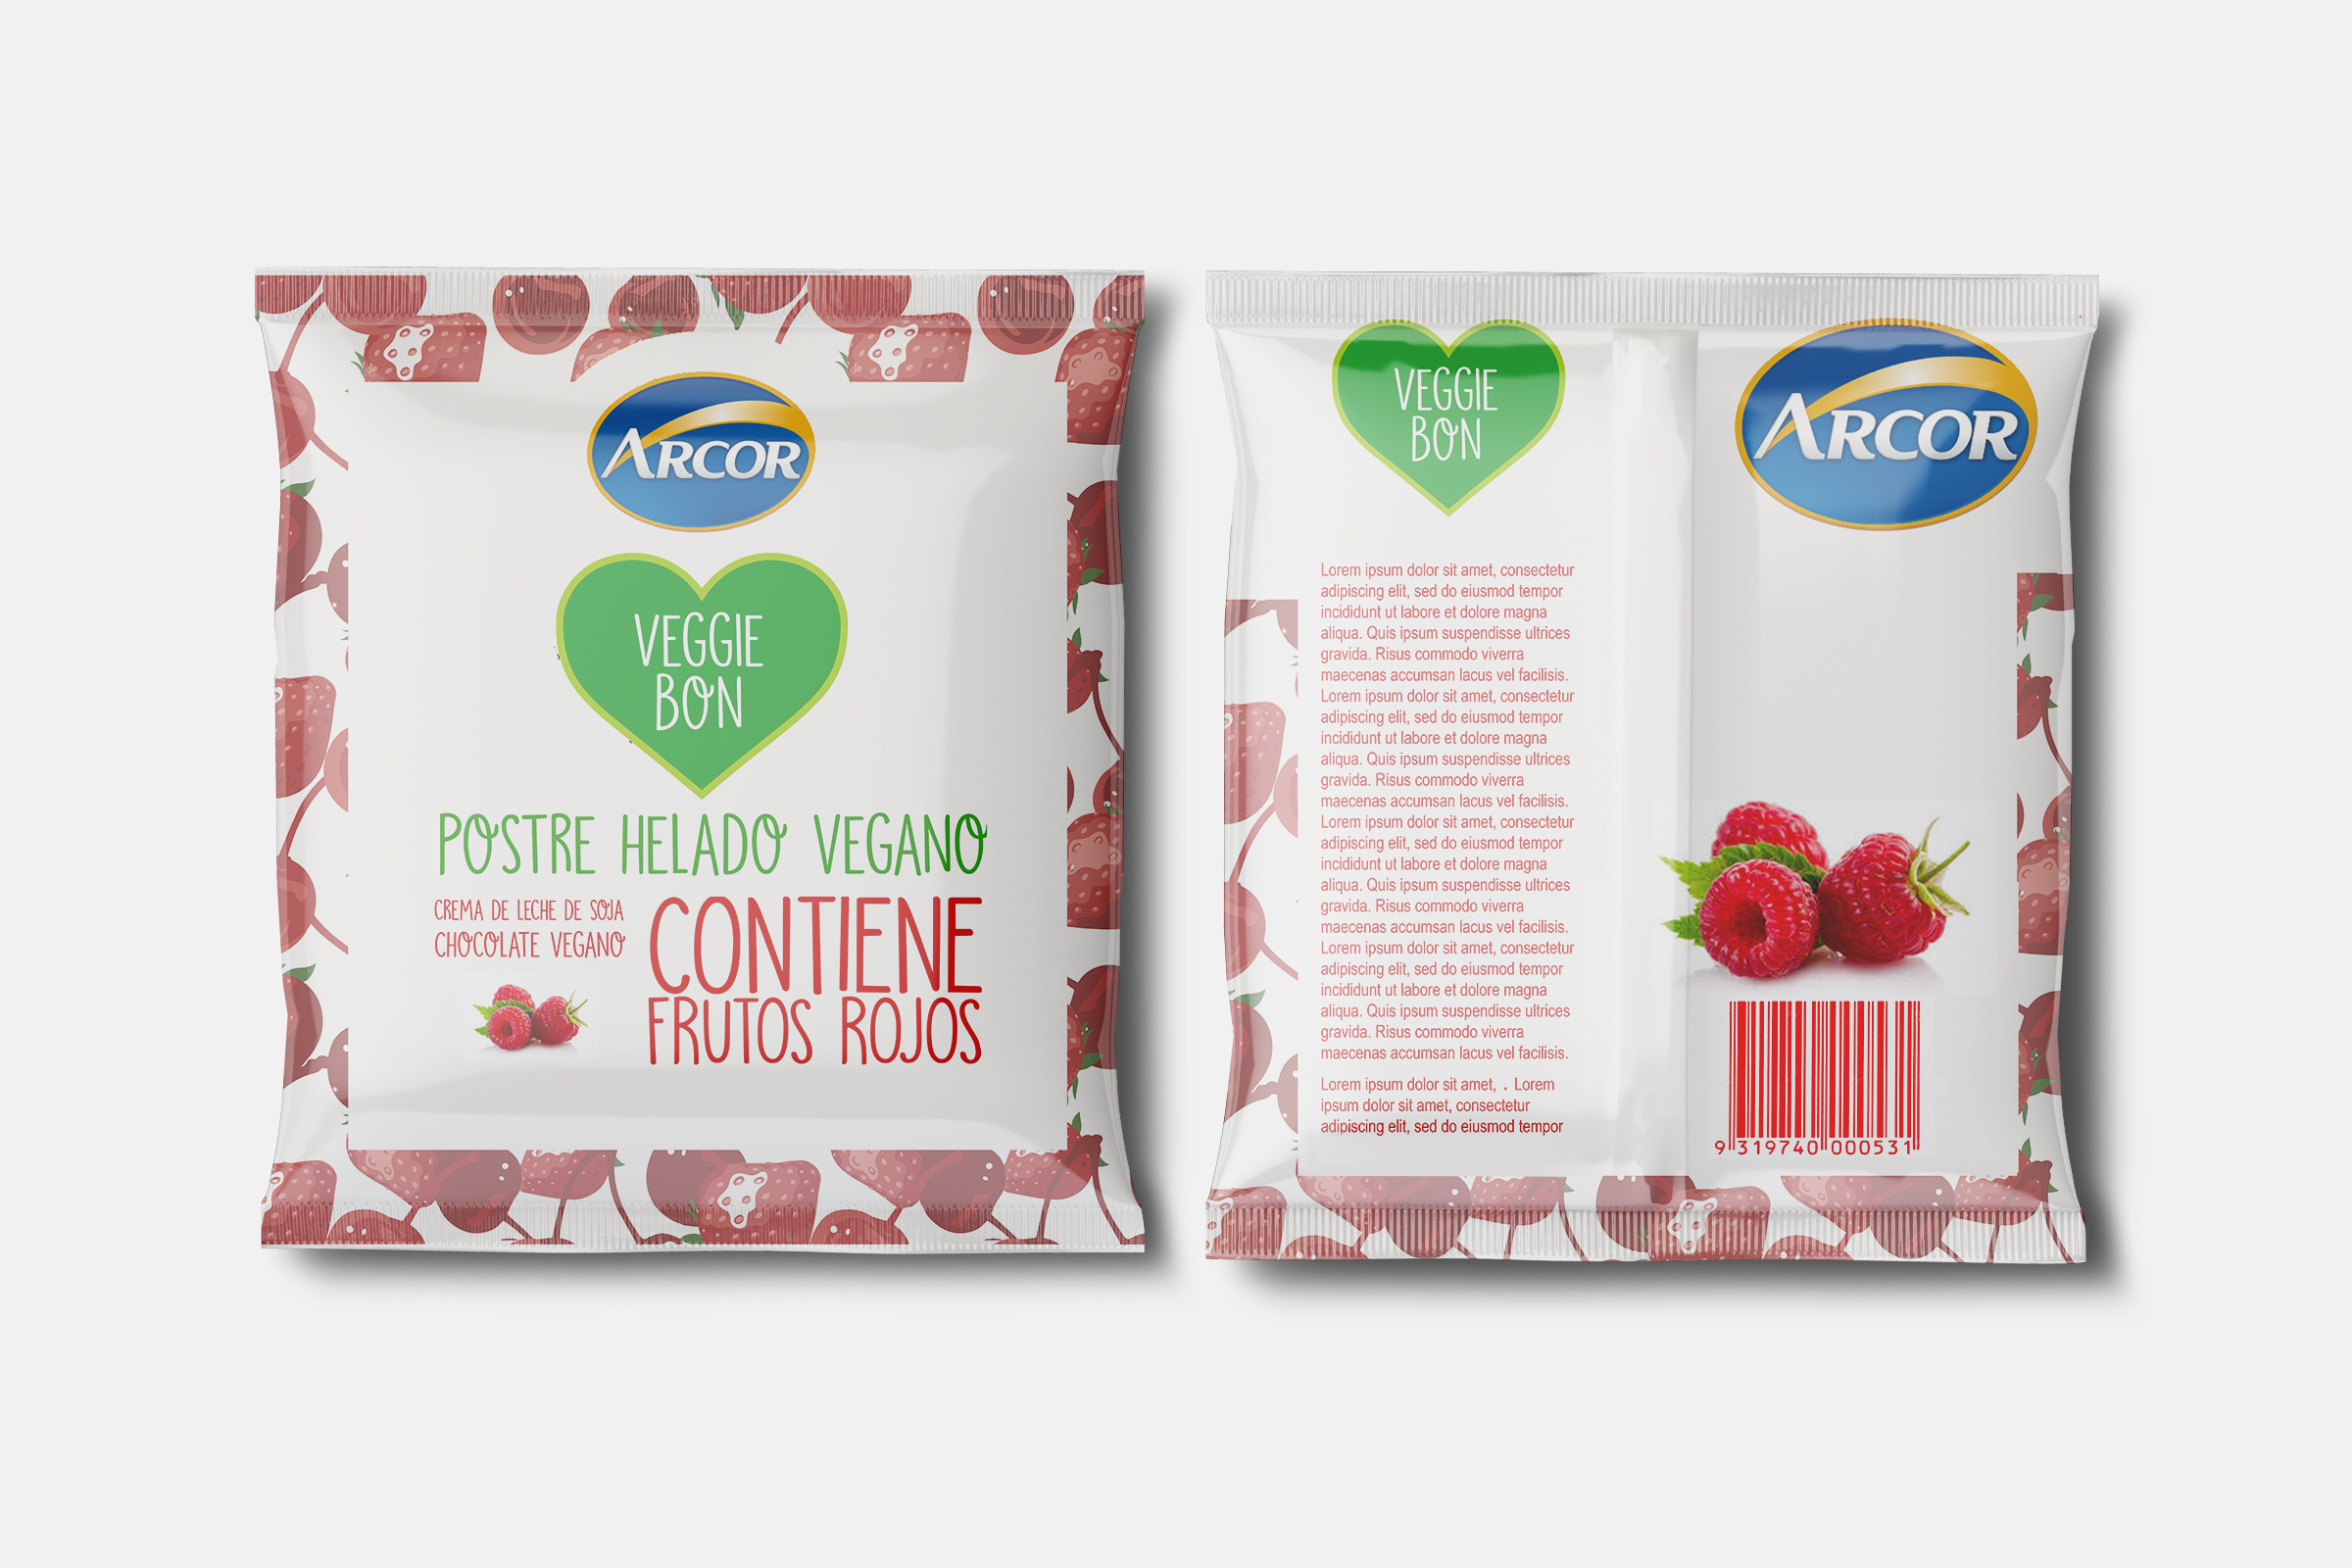 ARCOR
VEGGIE
BON
POSTRE HELADO VEGANO
CREMA DE LECHE DE SOJA
CHOCOLATE VEGANO
CONTIENE
FRUTOS ROJOS
VEGGIE
BON
ARCOR
Lorem ipsum dolor sit amet, consectetur
adipiscing elit, sed do eiusmod tempor
incididunt ut labore et dolore magna
aliqua. Quis ipsum suspendisse ultrices
gravida. Risus commodo viverra
maecenas accumsan lacus vel facilisis.
Lorem ipsum dolor sit amet, consectetur
adipiscing elit, sed do eiusmod tempor
incididunt ut labore et dolore magna
aliqua. Quis ipsum suspendisse ultrices
gravida. Risus commodo viverra
maecenas accumsan lacus vel facilisis.
Lorem ipsum dolor sit amet, consectetur
adipiscing elit, sed do eiusmod tempor
incididunt ut labore et dolore magna
aliqua. Quis ipsum suspendisse ultrices
gravida. Risus commodo viverra
maecenas accumsan lacus vel facilisis.
Lorem ipsum dolor sit amet, consectetur
adipiscing elit, sed do eiusmod tempor
incididunt ut labore et dolore magna
aliqua. Quis ipsum suspendisse ultrices
gravida. Risus commodo viverra
maecenas accumsan lacus vel facilisis.
Lorem ipsum dolor sit amet, . Lorem
ipsum dolor sit amet, consectetur
adipiscing elit, sed do eiusmod tempor
9 319740 000531